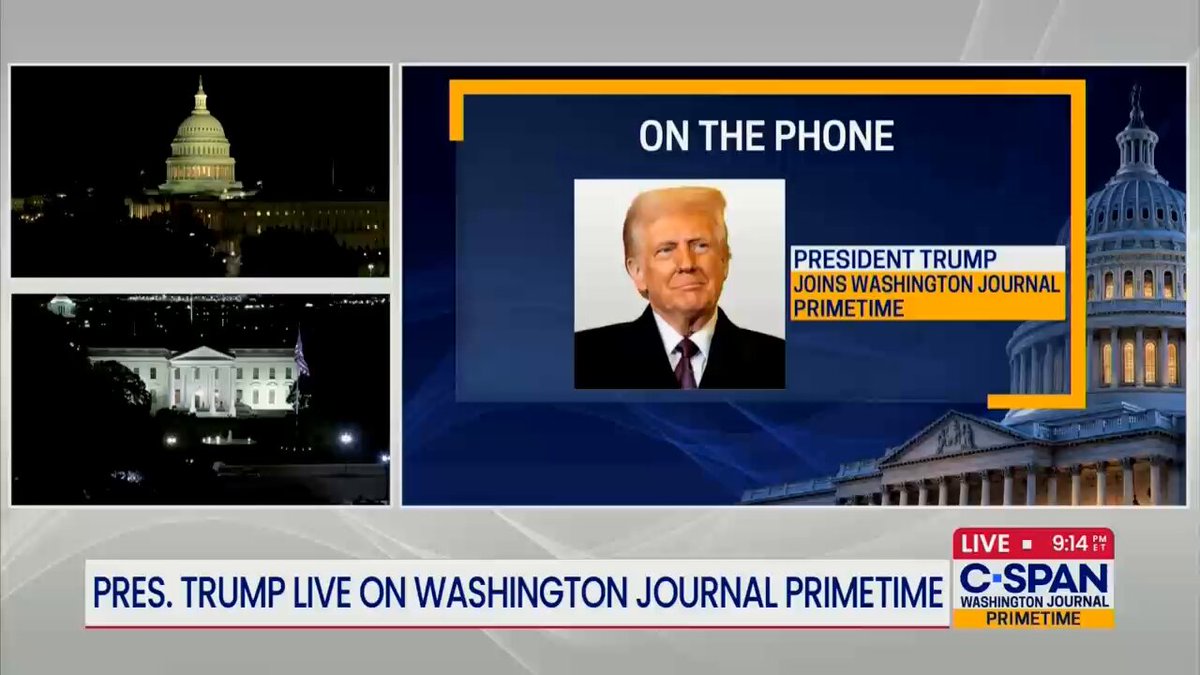 ON THE PHONE
PRESIDENT TRUMP
JOINS WASHINGTON JOURNAL
PRIMETIME
PRES. TRUMP LIVE ON WASHINGTON JOURNAL PRIMETIME
LIVE 9:14 PM ET
C-SPAN
WASHINGTON JOURNAL
PRIMETIME